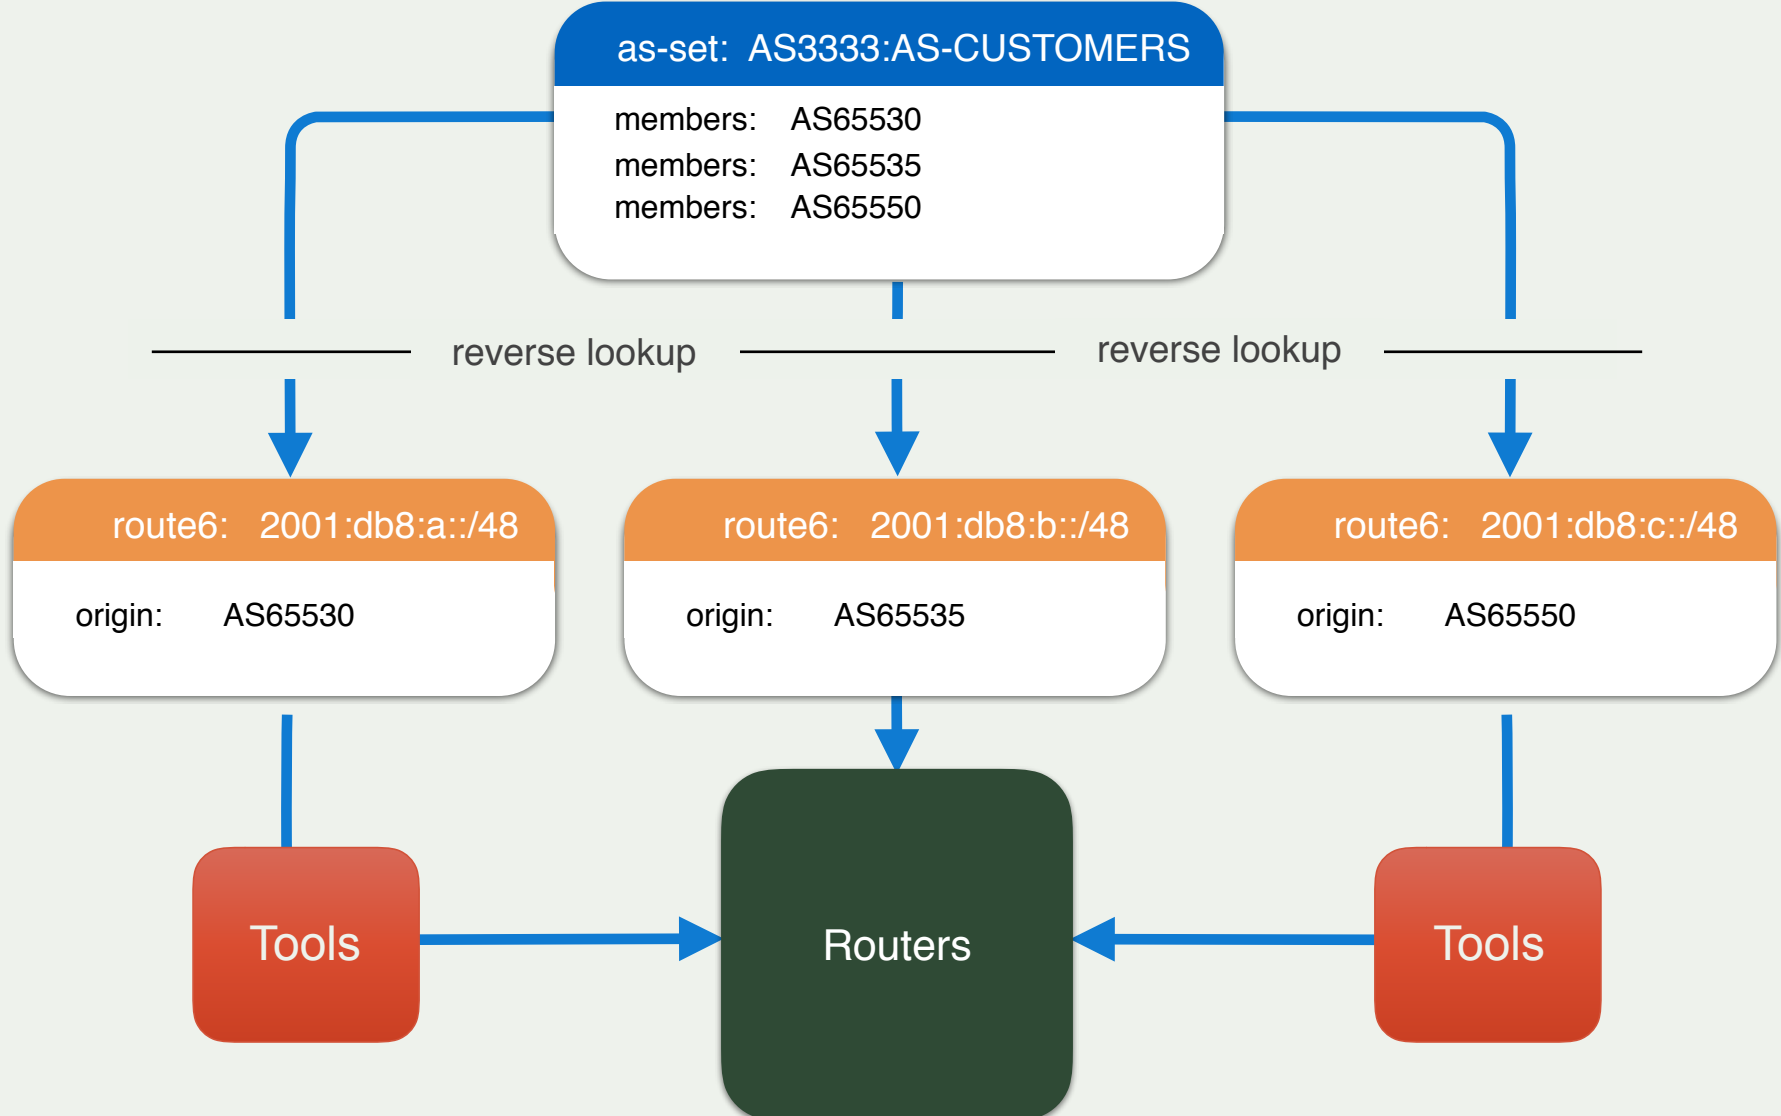 as-set: AS3333:AS-CUSTOMERS
members: AS65530
members: AS65535
members: AS65550
reverse lookup
reverse lookup
route6: 2001:db8:a::/48
origin: AS65530
route6: 2001:db8:b::/48
origin: AS65535
route6: 2001:db8:c::/48
origin: AS65550
Tools
Routers
Tools